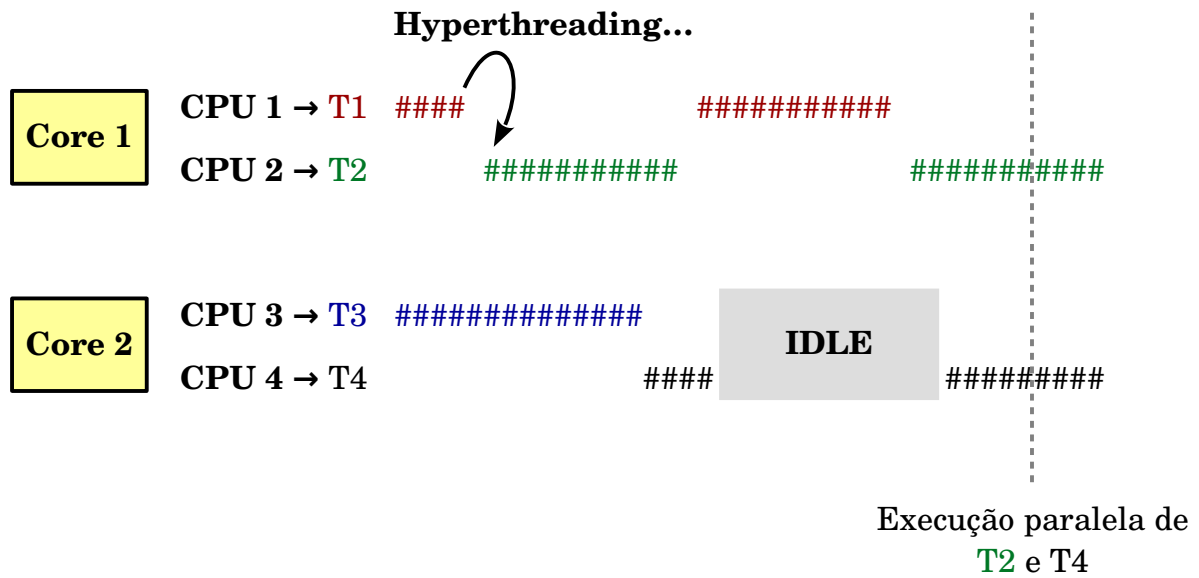 Hyperthreading...
Core 1
CPU 1 → T1 #### ###########
CPU 2 → T2 ########### ###########
Core 2
CPU 3 → T3 ##############
IDLE
CPU 4 → T4 #### #########
Execução paralela de
T2 e T4